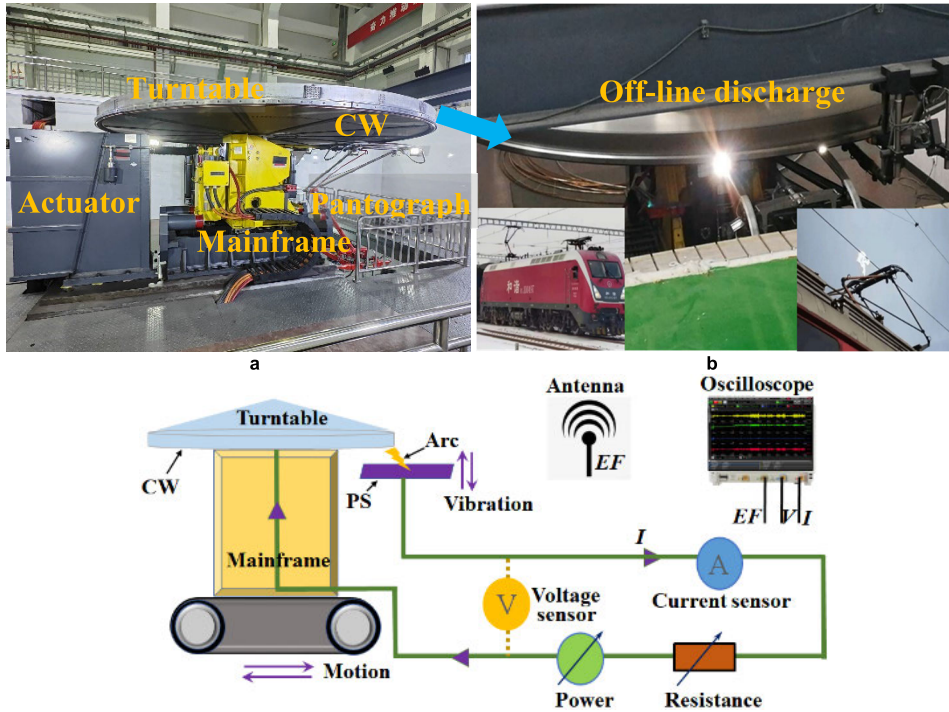 Turntable
CW
Actuator
Pantograph
Mainframe
Off-line discharge
a
b
Turntable
CW
Mainframe
Motion
Arc
PS
Vibration
Antenna
EF
Oscilloscope
EF V I
I
A
Current sensor
V
Voltage
sensor
Power
Resistance